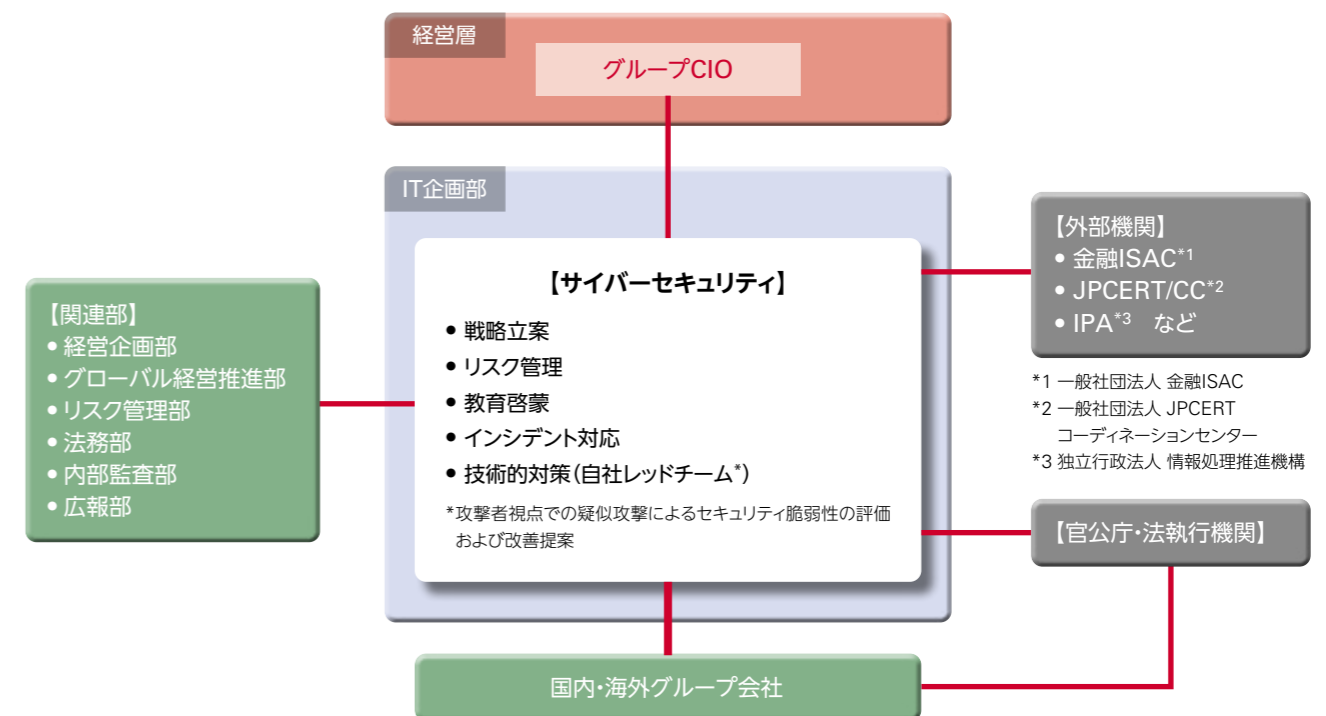 経営層
グループCIO
IT企画部
【サイバーセキュリティ】
• 戦略立案
• リスク管理
• 教育啓蒙
• インシデント対応
• 技術的対策(自社レッドチーム*)
*攻撃者視点での疑似攻撃によるセキュリティ脆弱性の評価
および改善提案
【関連部】
• 経営企画部
• グローバル経営推進部
• リスク管理部
• 法務部
• 内部監査部
• 広報部
【外部機関】
• 金融ISAC*1
• JPCERT/CC*2
• IPA*3 など
*1 一般社団法人 金融ISAC
*2 一般社団法人 JPCERT
コーディネーションセンター
*3 独立行政法人 情報処理推進機構
【官公庁・法執行機関】
国内・海外グループ会社